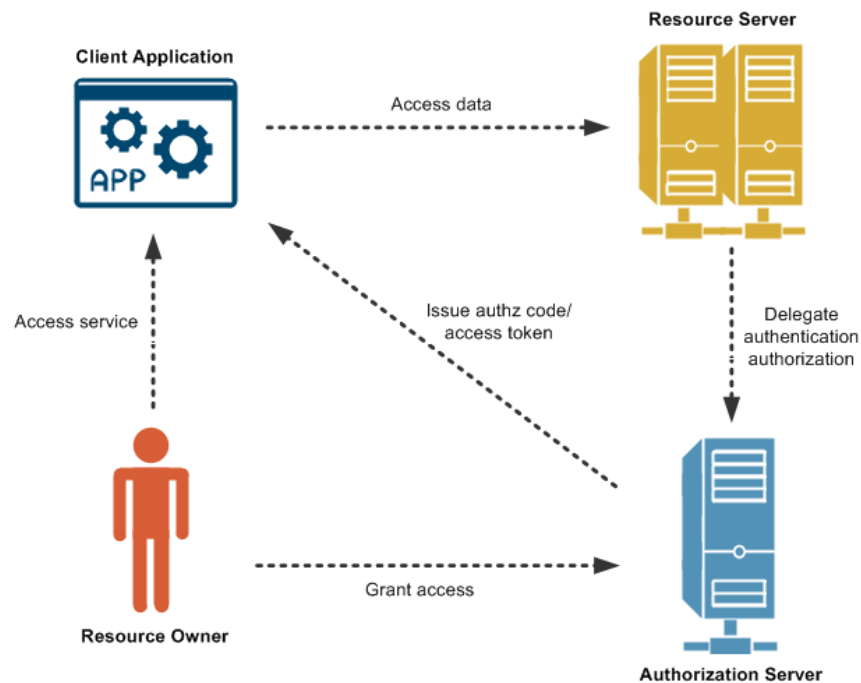 Resource Server
Client Application
Access data
APP
Access service
Issue authz code/
access token
Delegate
authentication
authorization
Grant access
Resource Owner
Authorization Server